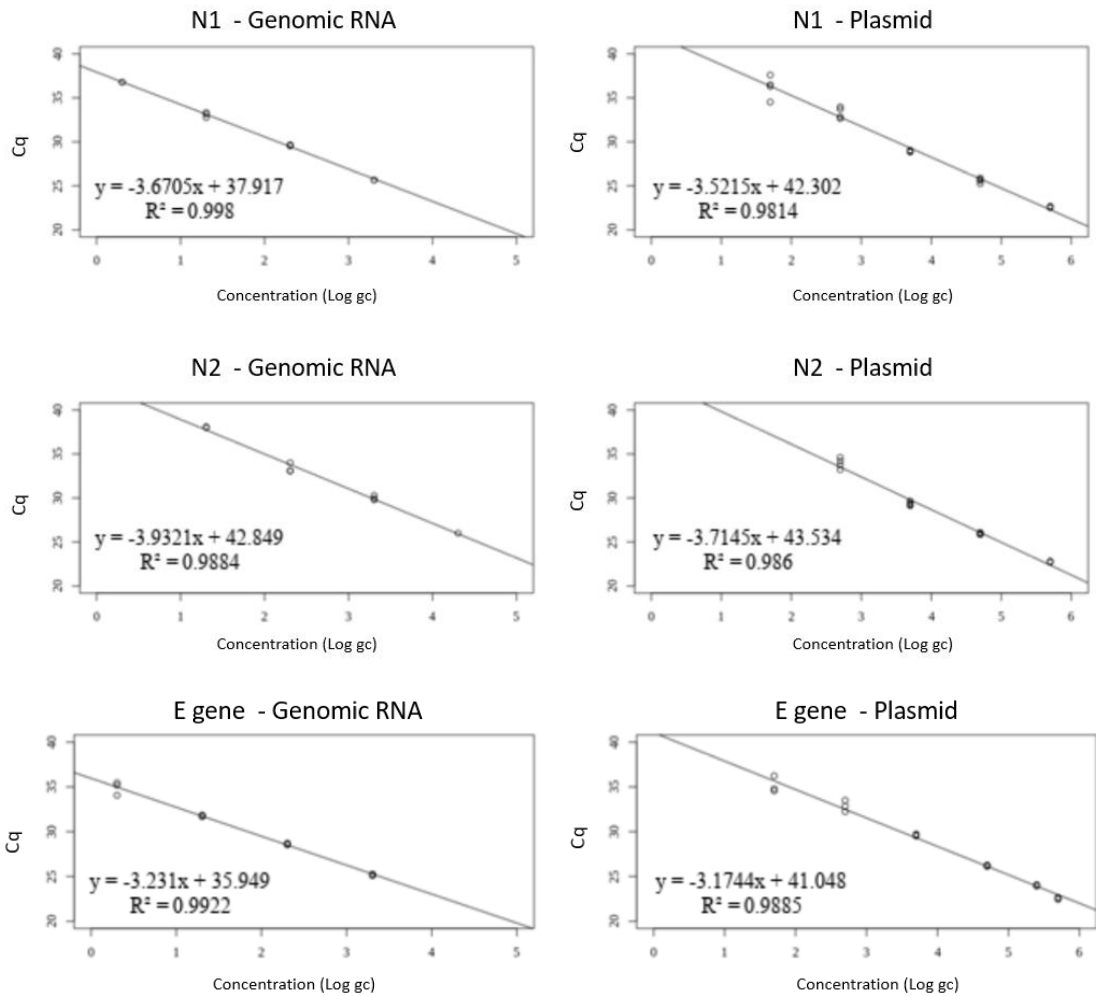 N1 - Genomic RNA
40
35
30
25
20
Cq
y = -3.6705x + 37.917
R² = 0.998
0 1 2 3 4 5
Concentration (Log gc)
N1 - Plasmid
40
35
30
25
20
Cq
y = -3.5215x + 42.302
R² = 0.9814
0 1 2 3 4 5 6
Concentration (Log gc)
N2 - Genomic RNA
40
35
30
25
20
Cq
y = -3.9321x + 42.849
R² = 0.9884
0 1 2 3 4 5
Concentration (Log gc)
N2 - Plasmid
40
35
30
25
20
Cq
y = -3.7145x + 43.534
R² = 0.986
0 1 2 3 4 5 6
Concentration (Log gc)
E gene - Genomic RNA
40
35
30
25
20
Cq
y = -3.231x + 35.949
R² = 0.9922
0 1 2 3 4 5
Concentration (Log gc)
E gene - Plasmid
40
35
30
25
20
Cq
y = -3.1744x + 41.048
R² = 0.9885
0 1 2 3 4 5 6
Concentration (Log gc)